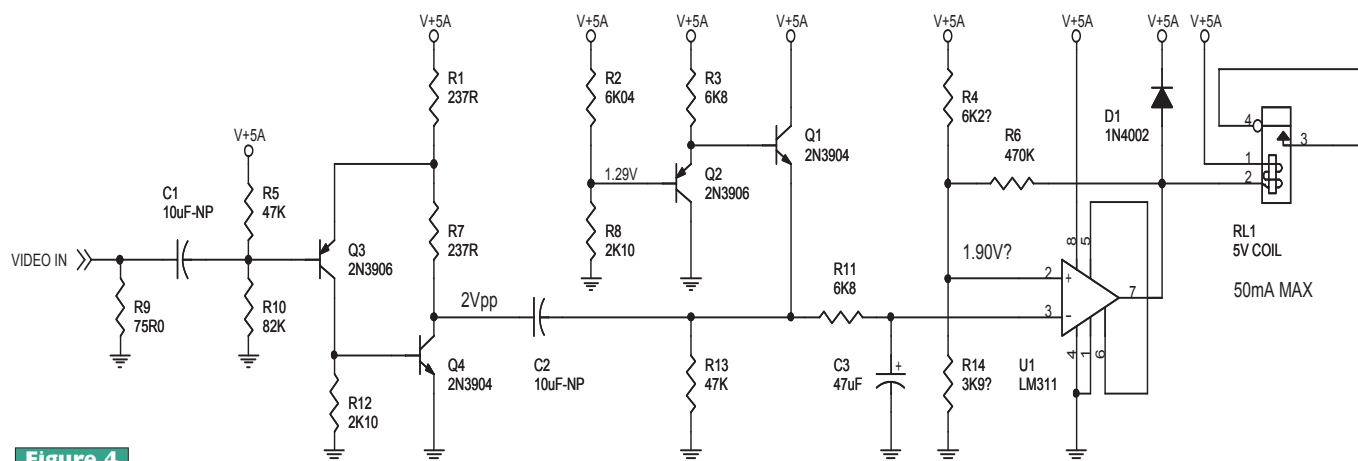 V+5A
V+5A
V+5A
V+5A
V+5A
V+5A
V+5A
V+5A
R1
237R
R2
6K04
R3
6K8
Q1
2N3904
R4
6K2?
R6
470K
D1
1N4002
4
3
1
2
RL1
5V COIL
50mA MAX
V+5A
C1
10uF-NP
R5
47K
R7
237R
1.29V
Q2
2N3906
R8
2K10
VIDEO IN
R9
75R0
R10
82K
Q3
2N3906
2Vpp
R11
6K8
1.90V?
2
+
3
-
8
5
7
4
1
6
U1
LM311
R12
2K10
Q4
2N3904
C2
10uF-NP
R13
47K
C3
47uF
+
R14
3K9?
Figure 4